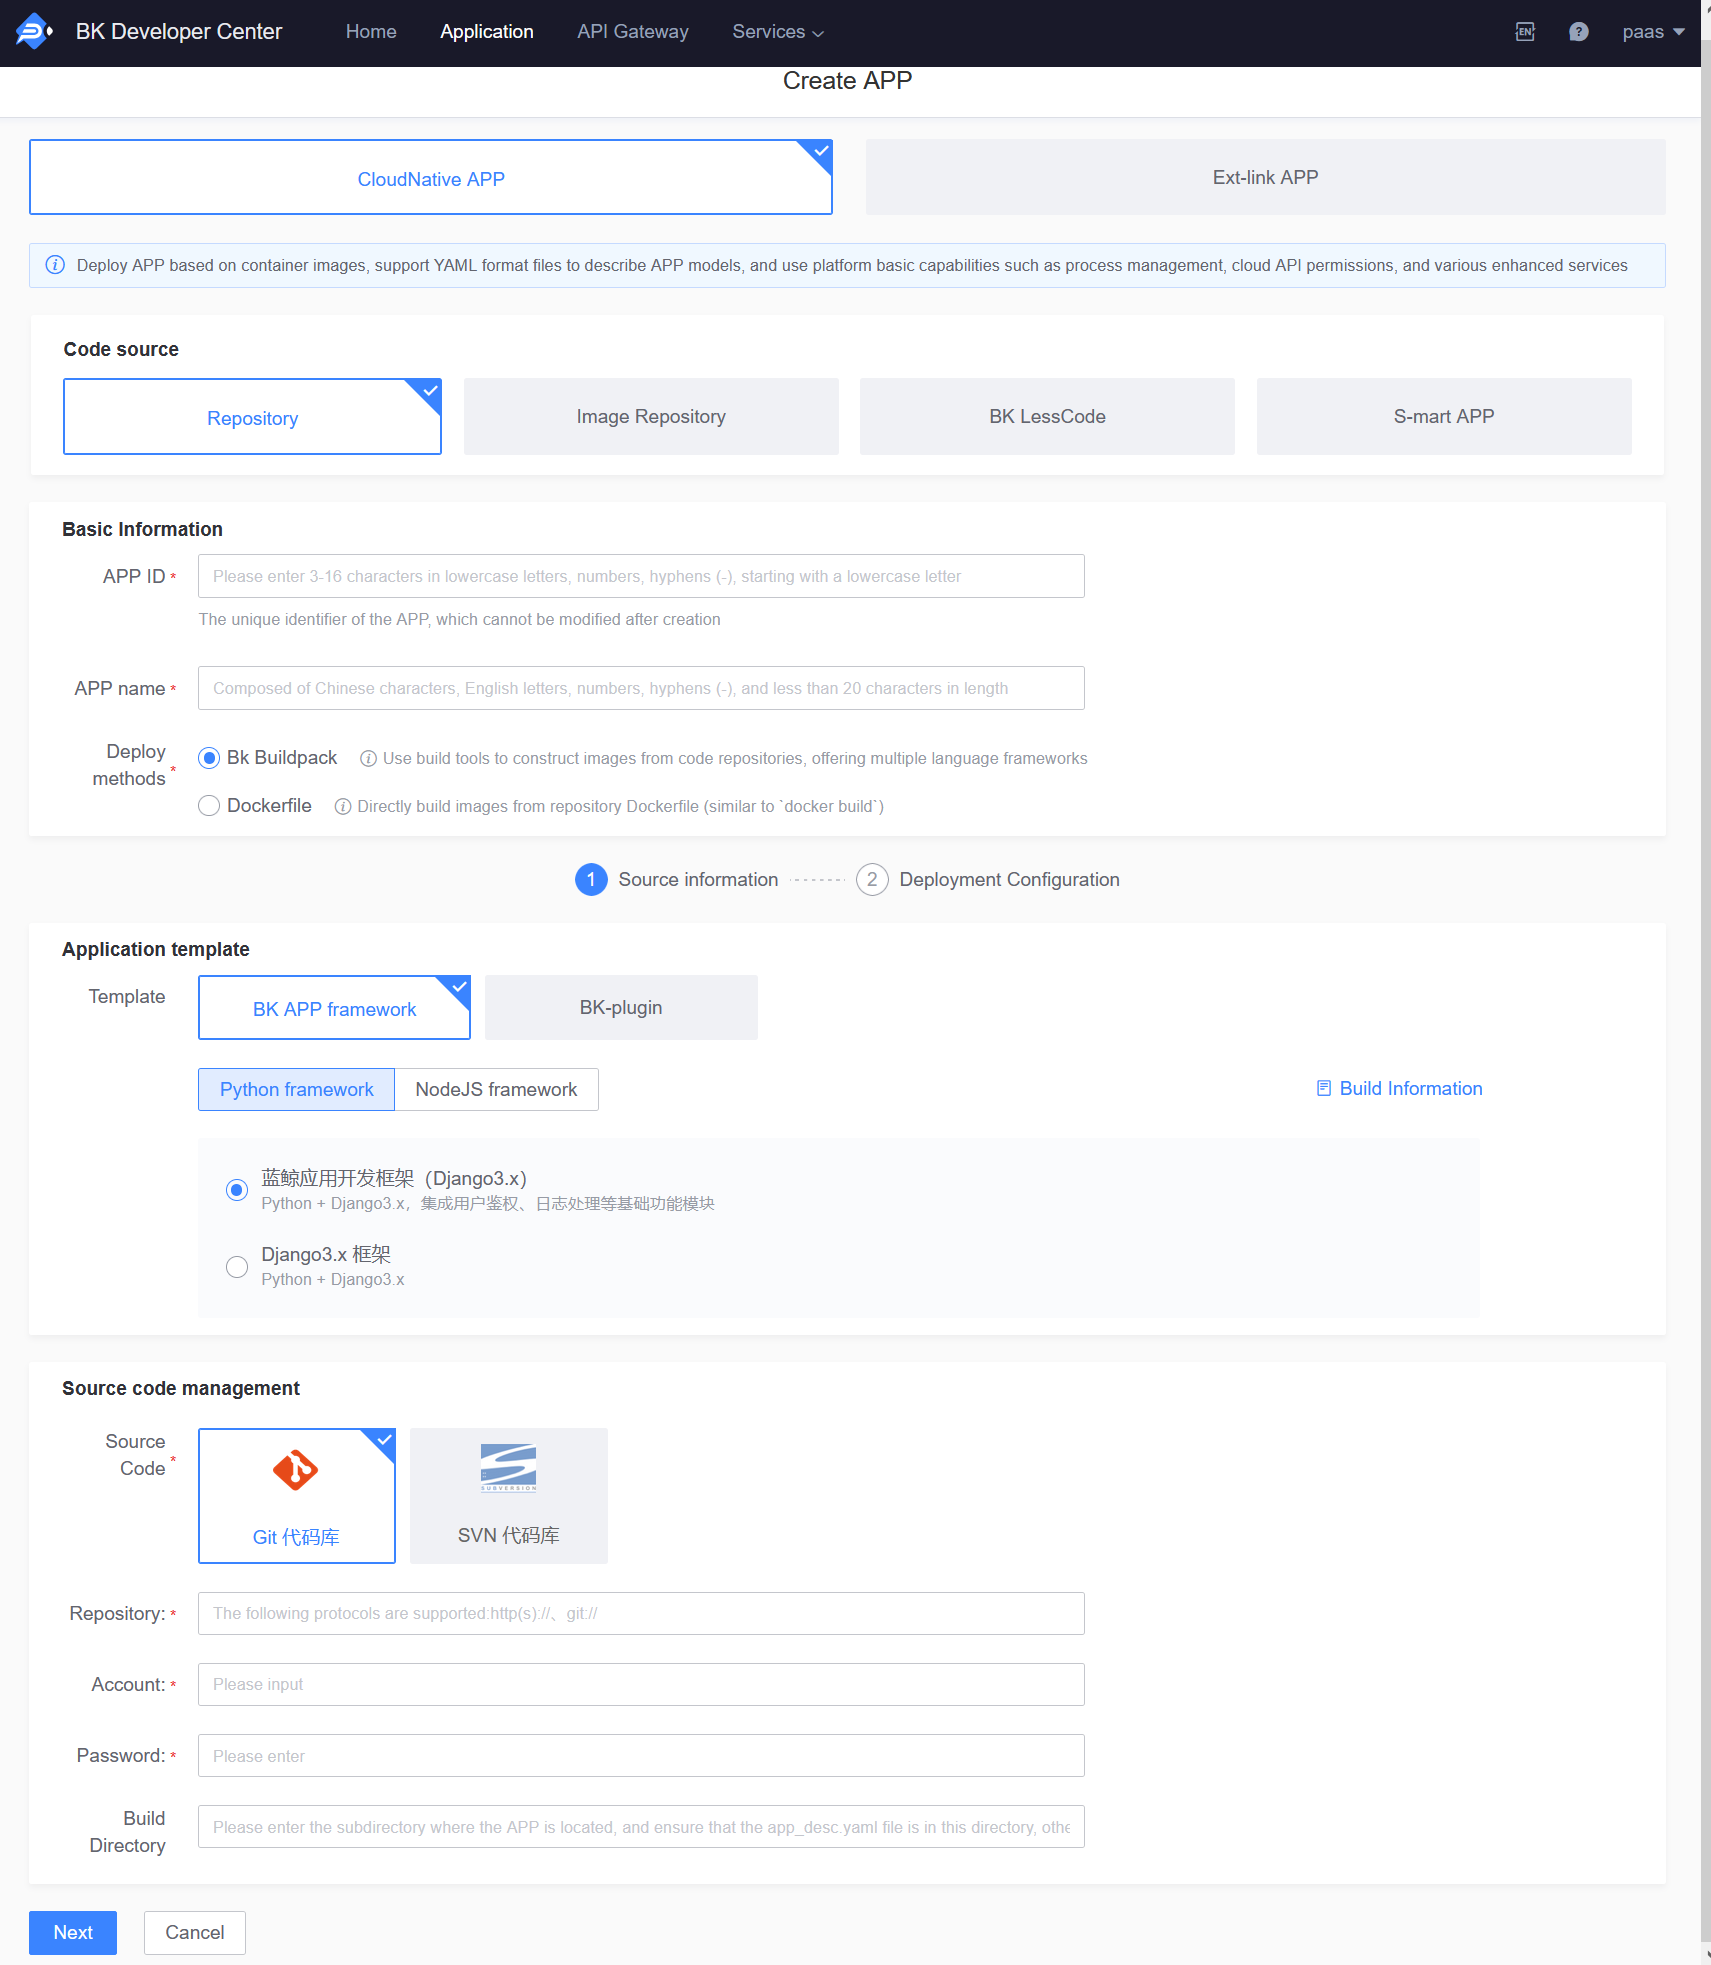 BK Developer Center
Home
Application
API Gateway
Services
EN
?
paas
Create APP
CloudNative APP
Ext-link APP
Deploy APP based on container images, support YAML format files to describe APP models, and use platform basic capabilities such as process management, cloud API permissions, and various enhanced services
Code source
Repository
Image Repository
BK LessCode
S-mart APP
Basic Information
APP ID *
Please enter 3-16 characters in lowercase letters, numbers, hyphens (-), starting with a lowercase letter
The unique identifier of the APP, which cannot be modified after creation
APP name *
Composed of Chinese characters, English letters, numbers, hyphens (-), and less than 20 characters in length
Deploy
methods *
Bk Buildpack
Use build tools to construct images from code repositories, offering multiple language frameworks
Dockerfile
Directly build images from repository Dockerfile (similar to `docker build`)
1 Source information
2 Deployment Configuration
Application template
Template
BK APP framework
BK-plugin
Python framework
NodeJS framework
Build Information
蓝鲸应用开发框架（Django3.x）
Python + Django3.x，集成用户鉴权、日志处理等基础功能模块
Django3.x 框架
Python + Django3.x
Source code management
Source
Code *
Git 代码库
SUBVERSION
SVN 代码库
Repository: *
The following protocols are supported:http(s)://、git://
Account: *
Please input
Password: *
Please enter
Build
Directory
Please enter the subdirectory where the APP is located, and ensure that the app_desc.yaml file is in this directory, othe
Next
Cancel